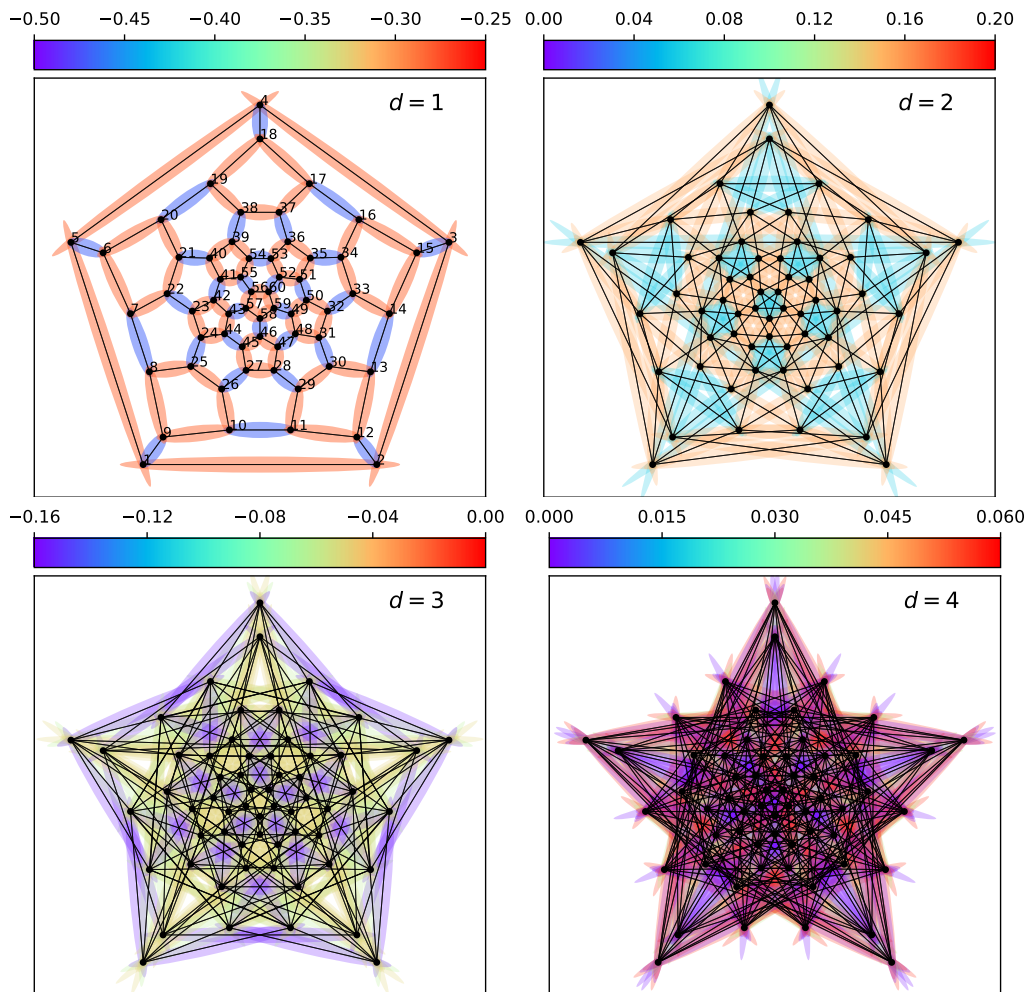 −0.50 −0.45 −0.40 −0.35 −0.30 −0.25
0.00 0.04 0.08 0.12 0.16 0.20
d = 1
d = 2
4
18
19 17
38 37
20 16
5 39 36 3
6 15
21 40 54 53 35 34
41 55 52 51
22 42 56 60 50 33
7 23 43 57 59 49 32 14
58
24 44 46 48 31
45 47
8 25 27 28 30 13
26 29
9 10 11 12
1 2
−0.16 −0.12 −0.08 −0.04 0.00
0.000 0.015 0.030 0.045 0.060
d = 3
d = 4